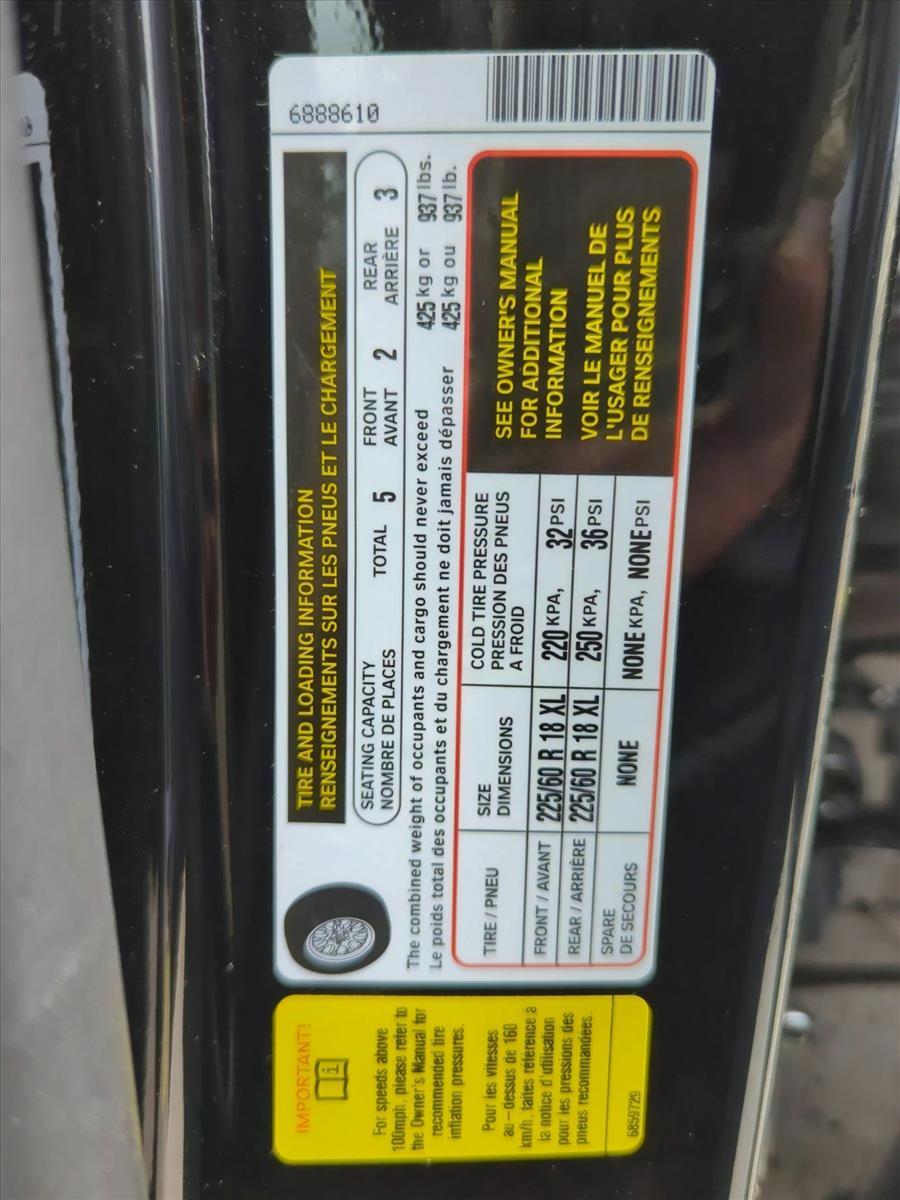 6888610
TIRE AND LOADING INFORMATION
RENSEIGNEMENTS SUR LES PNEUS ET LE CHARGEMENT
SEATING CAPACITY
NOMBRE DE PLACES
TOTAL 5
FRONT
AVANT 2
REAR
ARRIÈRE 3
The combined weight of occupants and cargo should never exceed 425 kg or 937 lbs.
Le poids total des occupants et du chargement ne doit jamais dépasser 425 kg ou 937 lb.
TIRE / PNEU
SIZE
DIMENSIONS
COLD TIRE PRESSURE
PRESSION DES PNEUS
A FROID
FRONT / AVANT 225/60 R 18 XL 220 KPA, 32 PSI
REAR / ARRIÈRE 225/60 R 18 XL 250 KPA, 36 PSI
SPARE
DE SECOURS NONE NONE KPA, NONE PSI
SEE OWNER'S MANUAL
FOR ADDITIONAL
INFORMATION
VOIR LE MANUEL DE
L'USAGER POUR PLUS
DE RENSEIGNEMENTS
IMPORTANT!
i
For speeds above
100mph, please refer to
the Owner's Manual for
recommended tire
inflation pressures.
Pour les vitesses
au-dessus de 160
km/h, faites référence à
la notice d'utilisation
pour les pressions des
pneus recommandées.
6859729